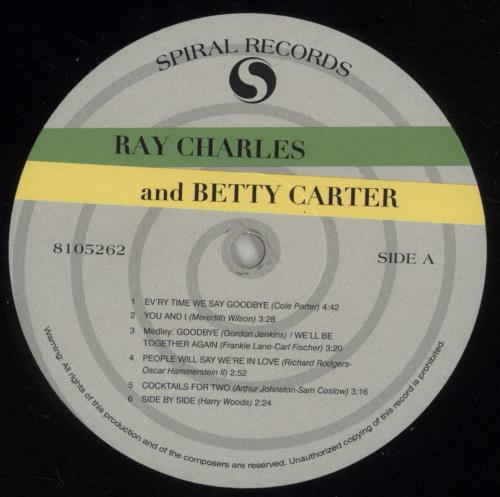 SPIRAL RECORDS
RAY CHARLES
and BETTY CARTER
8105262
SIDE A
1 EV'RY TIME WE SAY GOODBYE (Cole Porter) 4:42
2 YOU AND I (Meredith Wilson) 3:28
3 Medley: GOODBYE (Gordon Jenkins) / WE'LL BE
TOGETHER AGAIN (Frankie Lane-Carl Fischer) 3:20
4 PEOPLE WILL SAY WE'RE IN LOVE (Richard Rodgers-
Oscar Hammerstein II) 2:52
5 COCKTAILS FOR TWO (Arthur Johnston-Sam Coslow) 3:16
6 SIDE BY SIDE (Harry Woods) 2:24
Warning: All rights of this production and of the composers are reserved. Unauthorized copying of this record is prohibited.